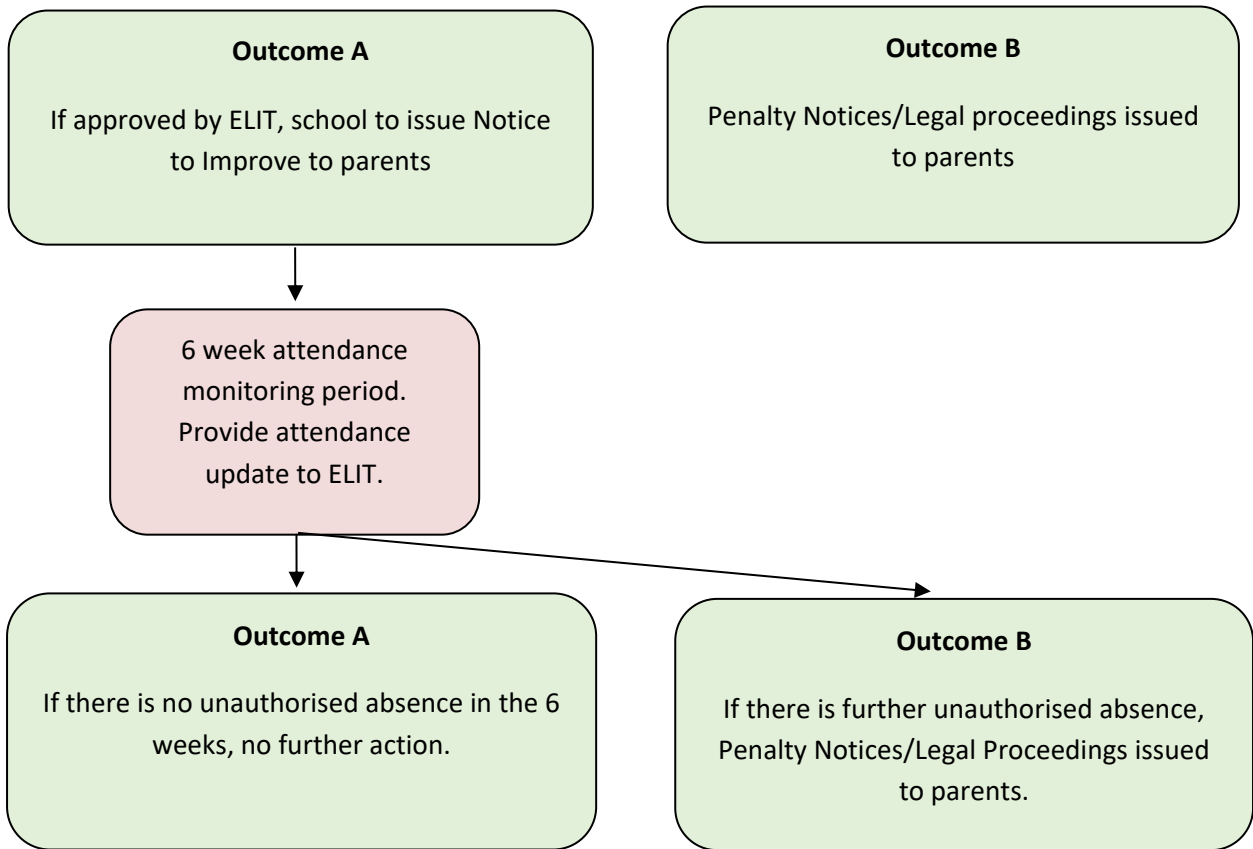 Outcome A
If approved by ELIT, school to issue Notice
to Improve to parents
Outcome B
Penalty Notices/Legal proceedings issued
to parents
6 week attendance
monitoring period.
Provide attendance
update to ELIT.
Outcome A
If there is no unauthorised absence in the 6
weeks, no further action.
Outcome B
If there is further unauthorised absence,
Penalty Notices/Legal Proceedings issued
to parents.